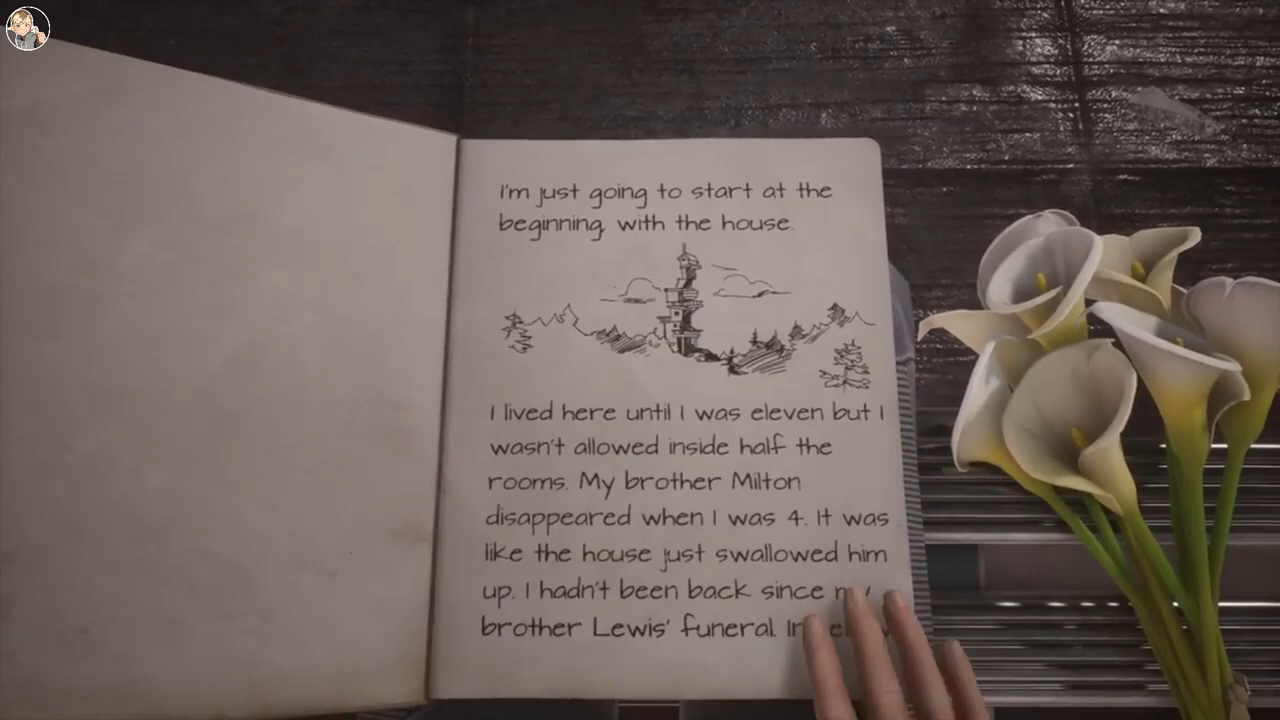 I'm just going to start at the
beginning, with the house.
I lived here until I was eleven but I
wasn't allowed inside half the
rooms. My brother Milton
disappeared when I was 4. It was
like the house just swallowed him
up. I hadn't been back since
brother Lewis' funeral.